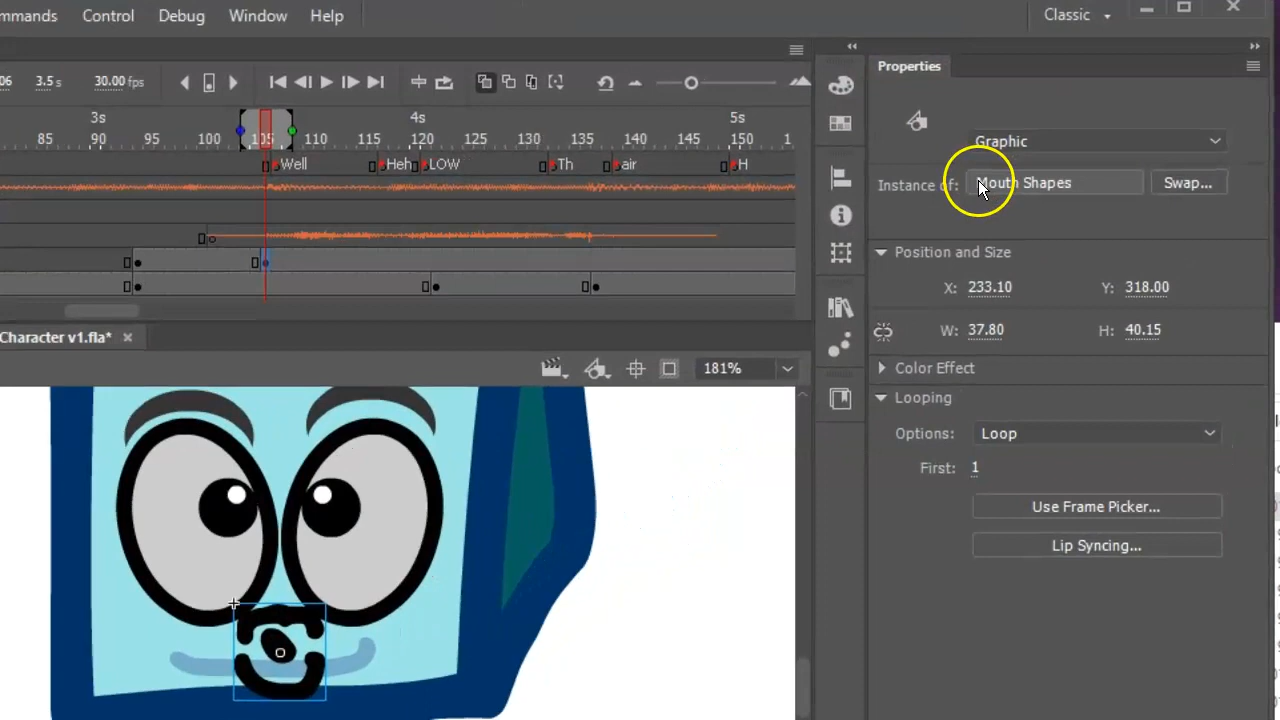 mmands Control Debug Window Help
Classic
06 3.5 s 30.00 fps
3s 4s 5s
85 90 95 100 105 110 115 120 125 130 135 140 145 150 1
Well Heh LOW Th air H
Character v1.fla*
181%
Properties
Graphic
Instance of: Mouth Shapes Swap...
Position and Size
X: 233.10 Y: 318.00
W: 37.80 H: 40.15
Color Effect
Looping
Options: Loop
First: 1
Use Frame Picker...
Lip Syncing...